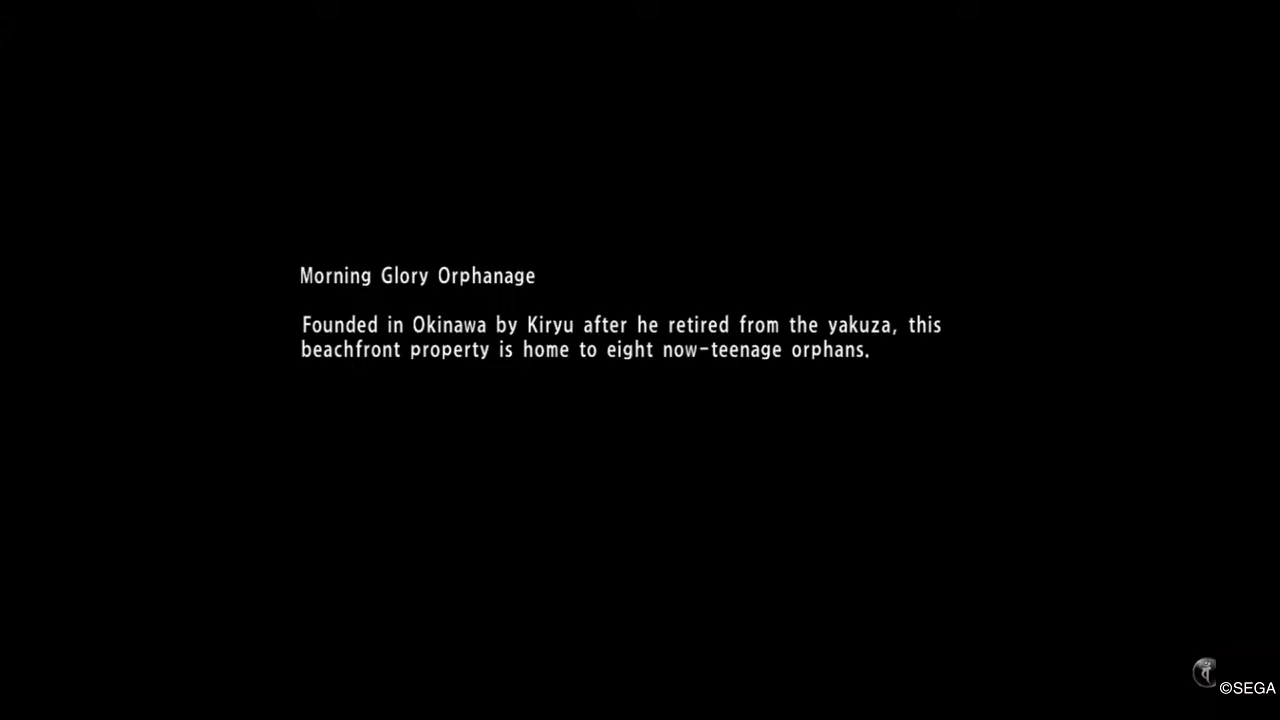 Morning Glory Orphanage
Founded in Okinawa by Kiryu after he retired from the yakuza, this
beachfront property is home to eight now-teenage orphans.
©SEGA